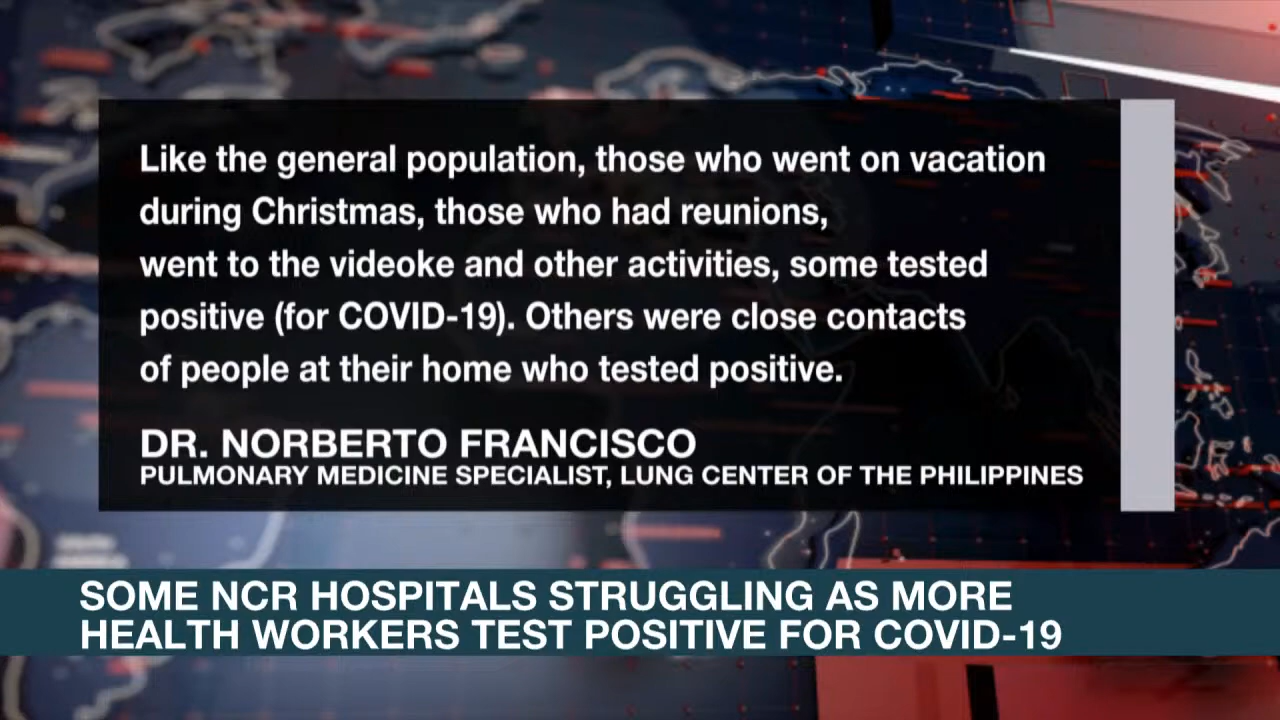 Like the general population, those who went on vacation
during Christmas, those who had reunions,
went to the videoke and other activities, some tested
positive (for COVID-19). Others were close contacts
of people at their home who tested positive.
DR. NORBERTO FRANCISCO
PULMONARY MEDICINE SPECIALIST, LUNG CENTER OF THE PHILIPPINES
SOME NCR HOSPITALS STRUGGLING AS MORE
HEALTH WORKERS TEST POSITIVE FOR COVID-19